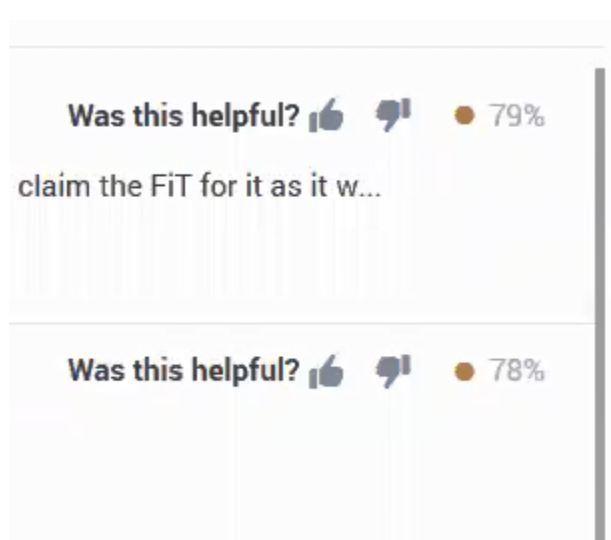 Was this helpful? 79%
claim the FiT for it as it w...
Was this helpful? 78%